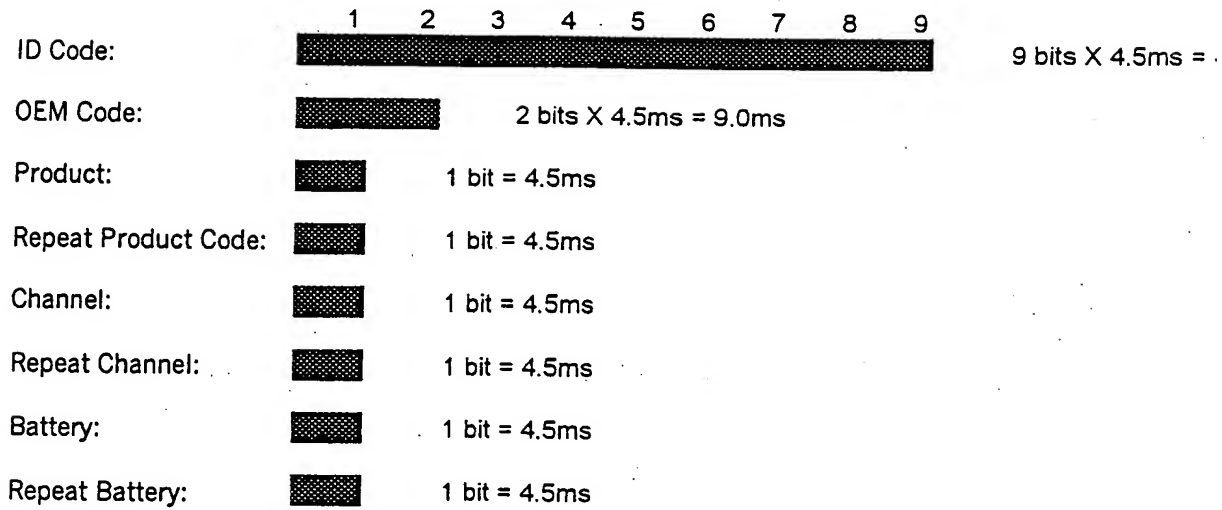 1 2 3 4 5 6 7 8 9
ID Code: 9 bits X 4.5ms =
OEM Code: 2 bits X 4.5ms = 9.0ms
Product: 1 bit = 4.5ms
Repeat Product Code: 1 bit = 4.5ms
Channel: 1 bit = 4.5ms
Repeat Channel: 1 bit = 4.5ms
Battery: 1 bit = 4.5ms
Repeat Battery: 1 bit = 4.5ms